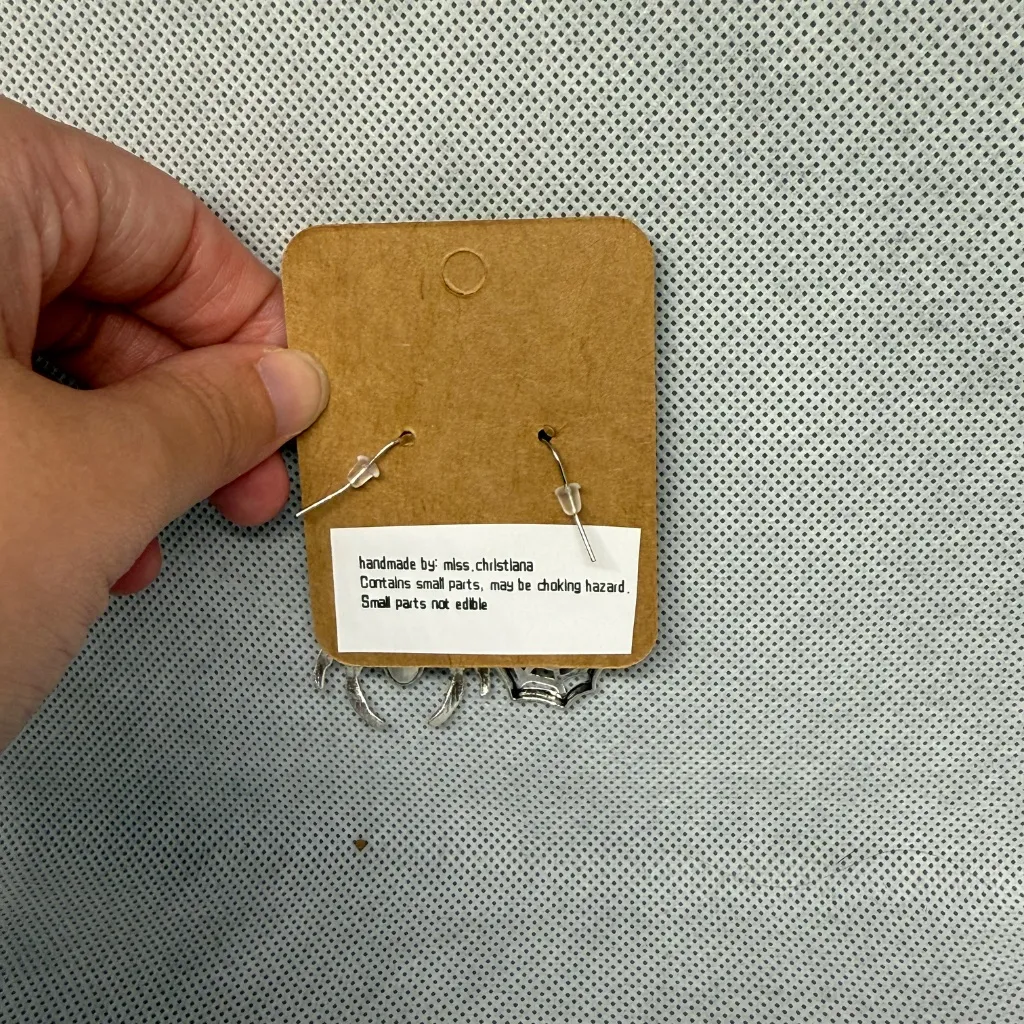 handmade by: miss.christiana
Contains small parts, may be choking hazard.
Small parts not edible